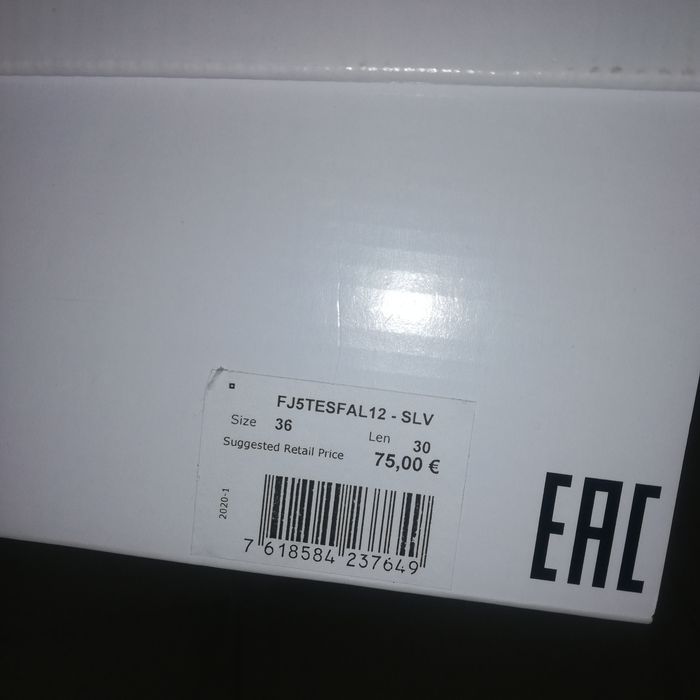 FJ5TESFAL12 - SLV
Size 36 Len 30
Suggested Retail Price 75,00 €
2020-1
7 618584 237649
EAC